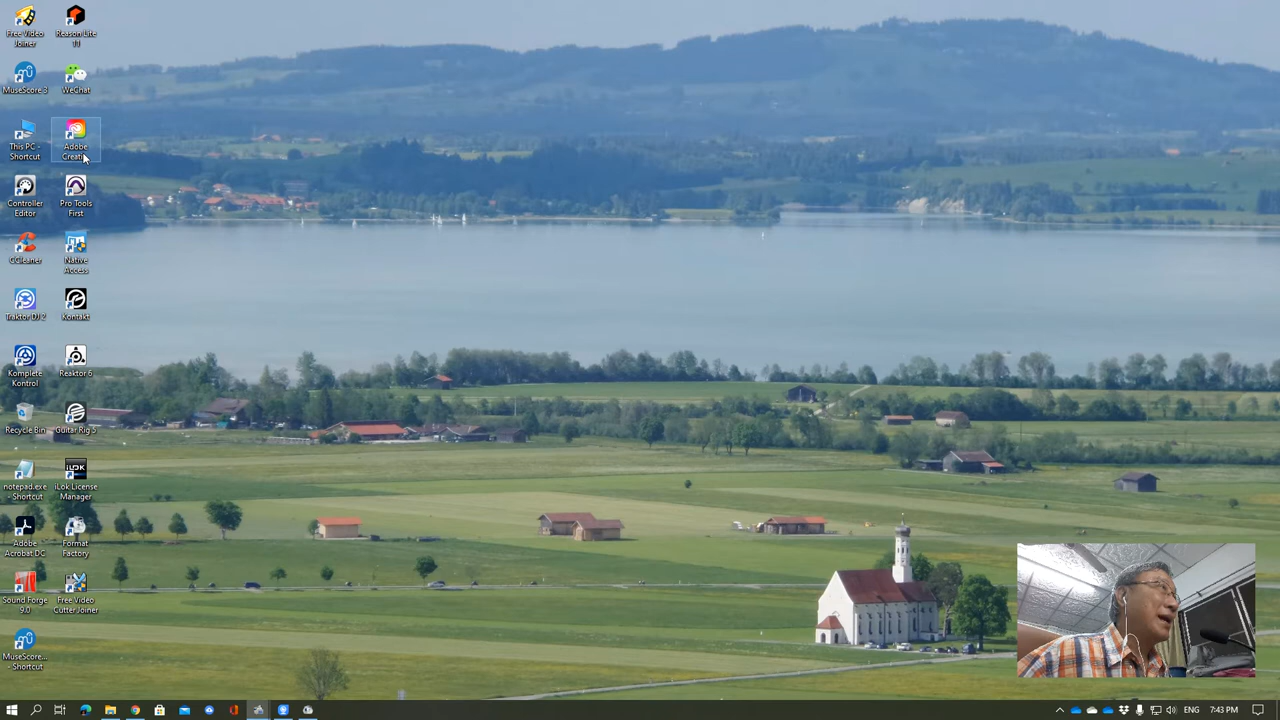 Free Video
Joiner
Reason Lite
11
MuseScore 3
WeChat
This PC -
Shortcut
Adobe
Creativ...
Controller
Editor
Pro Tools
First
CCleaner
Native
Access
Traktor DJ 2
Kontakt
Komplete
Kontrol
Reaktor 6
Recycle Bin
Guitar Rig 5
notepad.exe
- Shortcut
iLOK
iLok License
Manager
Adobe
Acrobat DC
Format
Factory
Sound Forge
9.0
Free Video
CutterJoiner
MuseScore...
- Shortcut
ENG
7:43 PM